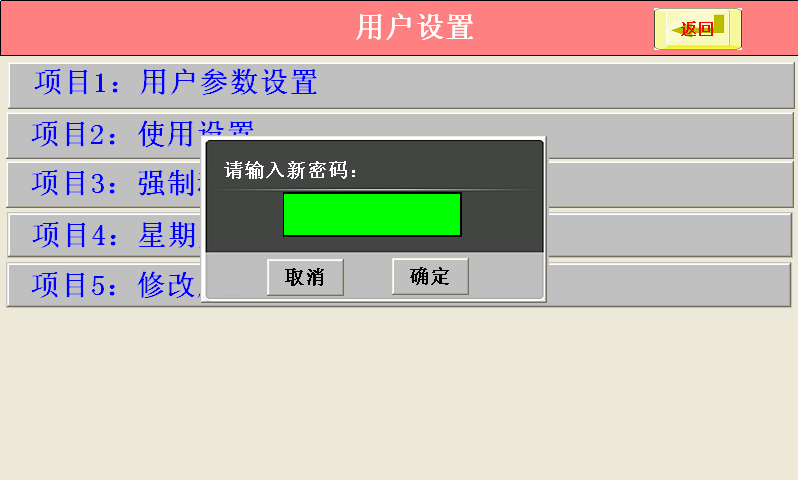 用户设置
返回
项目1：用户参数设置
项目2：使用设置
项目3：强制
项目4：星期
项目5：修改
请输入新密码：
取消
确定